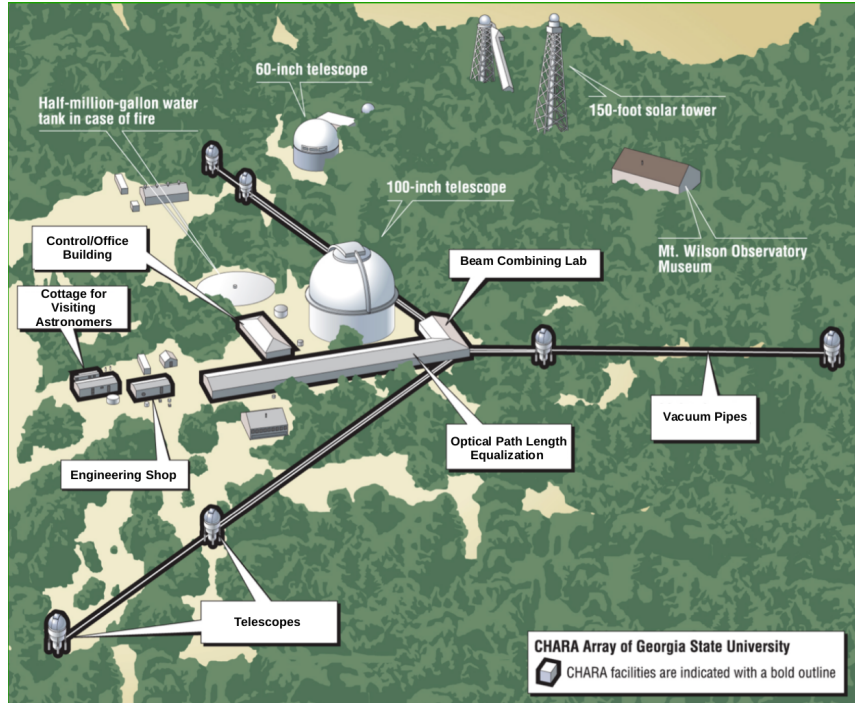 60-inch telescope
Half-million-gallon water
tank in case of fire
150-foot solar tower
100-inch telescope
Mt. Wilson Observatory
Museum
Control/Office
Building
Beam Combining Lab
Cottage for
Visiting
Astronomers
Vacuum Pipes
Optical Path Length
Equalization
Engineering Shop
Telescopes
CHARA Array of Georgia State University
CHARA facilities are indicated with a bold outline